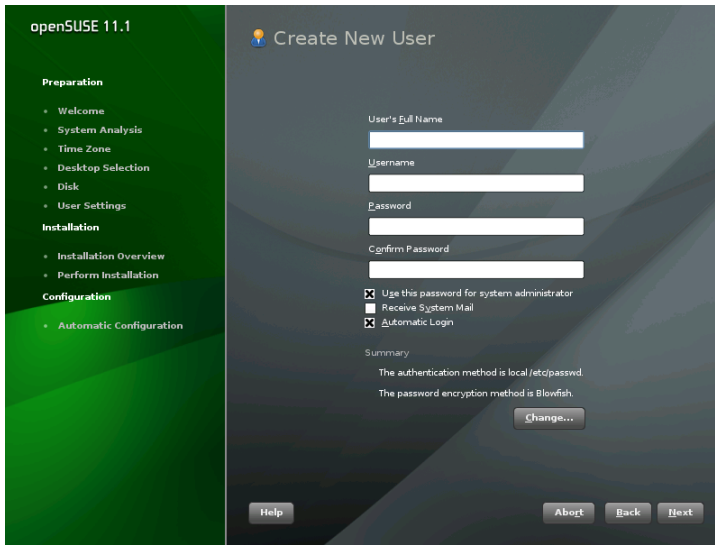 openSUSE 11.1
Create New User
Preparation
Welcome
System Analysis
Time Zone
Desktop Selection
Disk
User Settings
Installation
Installation Overview
Perform Installation
Configuration
Automatic Configuration
User's Full Name
Username
Password
Confirm Password
Use this password for system administrator
Receive System Mail
Automatic Login
Summary
The authentication method is local /etc/passwd.
The password encryption method is Blowfish.
Change...
Help
Abort
Back
Next